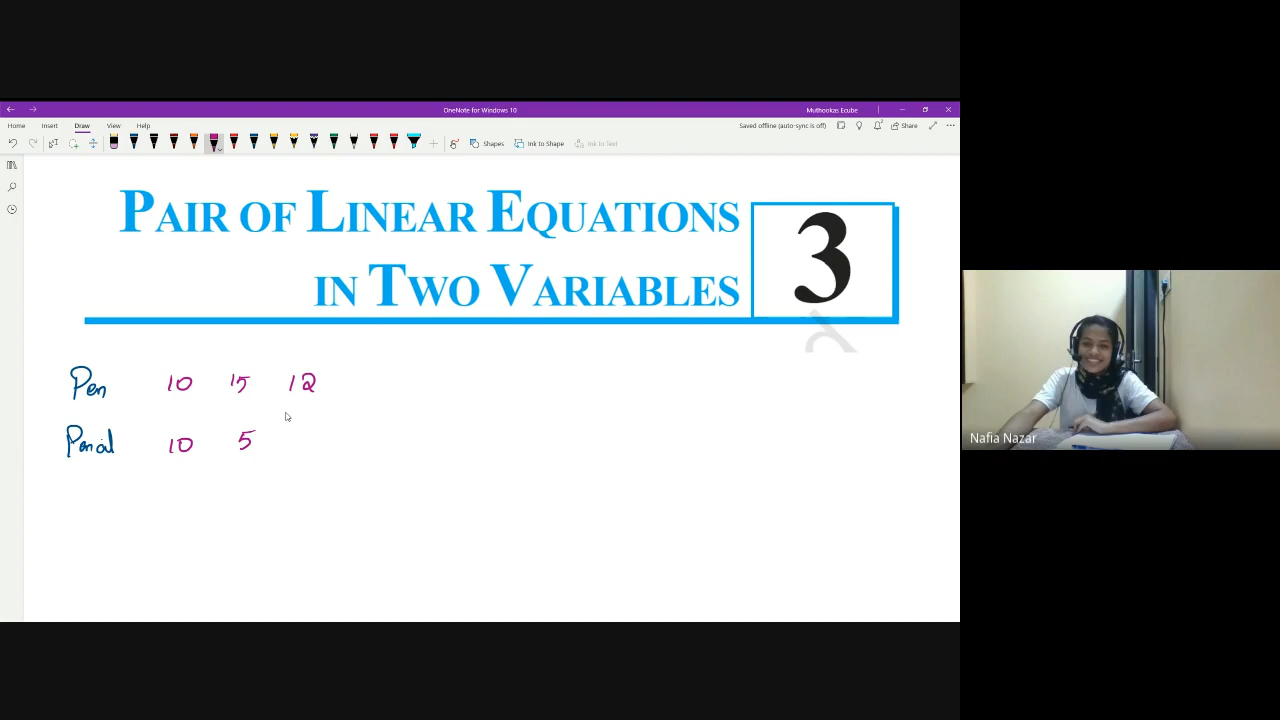 OneNote for Windows 10
Muthookas Ecube
Home Insert Draw View Help
Saved offline (auto-sync is off)
Share
Shapes
Ink to Shape
Ink to Text
PAIR OF LINEAR EQUATIONS
IN TWO VARIABLES
3
Pen 10 15 12
Pencil 10 5
Nafia Nazar